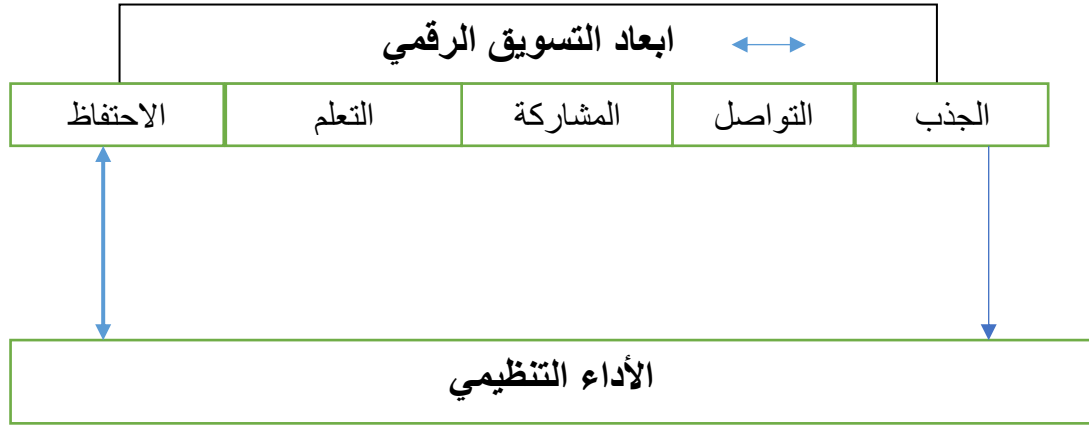 ابعاد التسويق الرقمي
الجذب التواصل المشاركة التعلم الاحتفاظ
الأداء التنظيمي